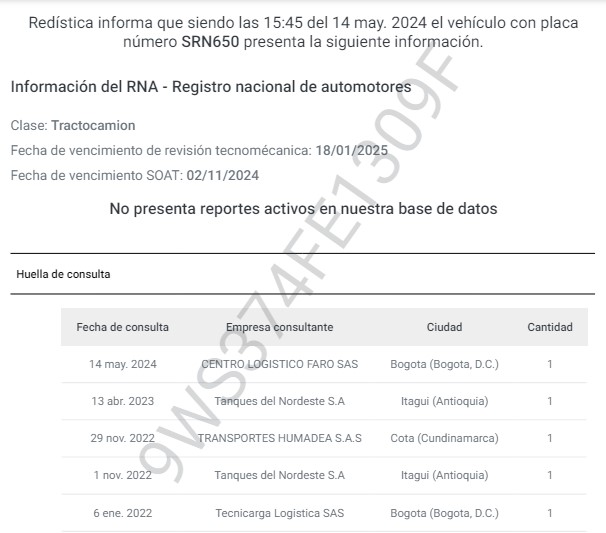 Redística informa que siendo las 15:45 del 14 may. 2024 el vehículo con placa
número SRN650 presenta la siguiente información.
Información del RNA - Registro nacional de automotores
Clase: Tractocamion
Fecha de vencimiento de revisión tecnomécanica: 18/01/2025
Fecha de vencimiento SOAT: 02/11/2024
No presenta reportes activos en nuestra base de datos
Huella de consulta
Fecha de consulta Empresa consultante Ciudad Cantidad
14 may. 2024 CENTRO LOGISTICO FARO SAS Bogota (Bogota, D.C.) 1
13 abr. 2023 Tanques del Nordeste S.A Itagui (Antioquia) 1
29 nov. 2022 TRANSPORTES HUMADEA S.A.S Cota (Cundinamarca) 1
1 nov. 2022 Tanques del Nordeste S.A Itagui (Antioquia) 1
6 ene. 2022 Tecnicarga Logistica SAS Bogota (Bogota, D.C.) 1
9WS374FE1309F